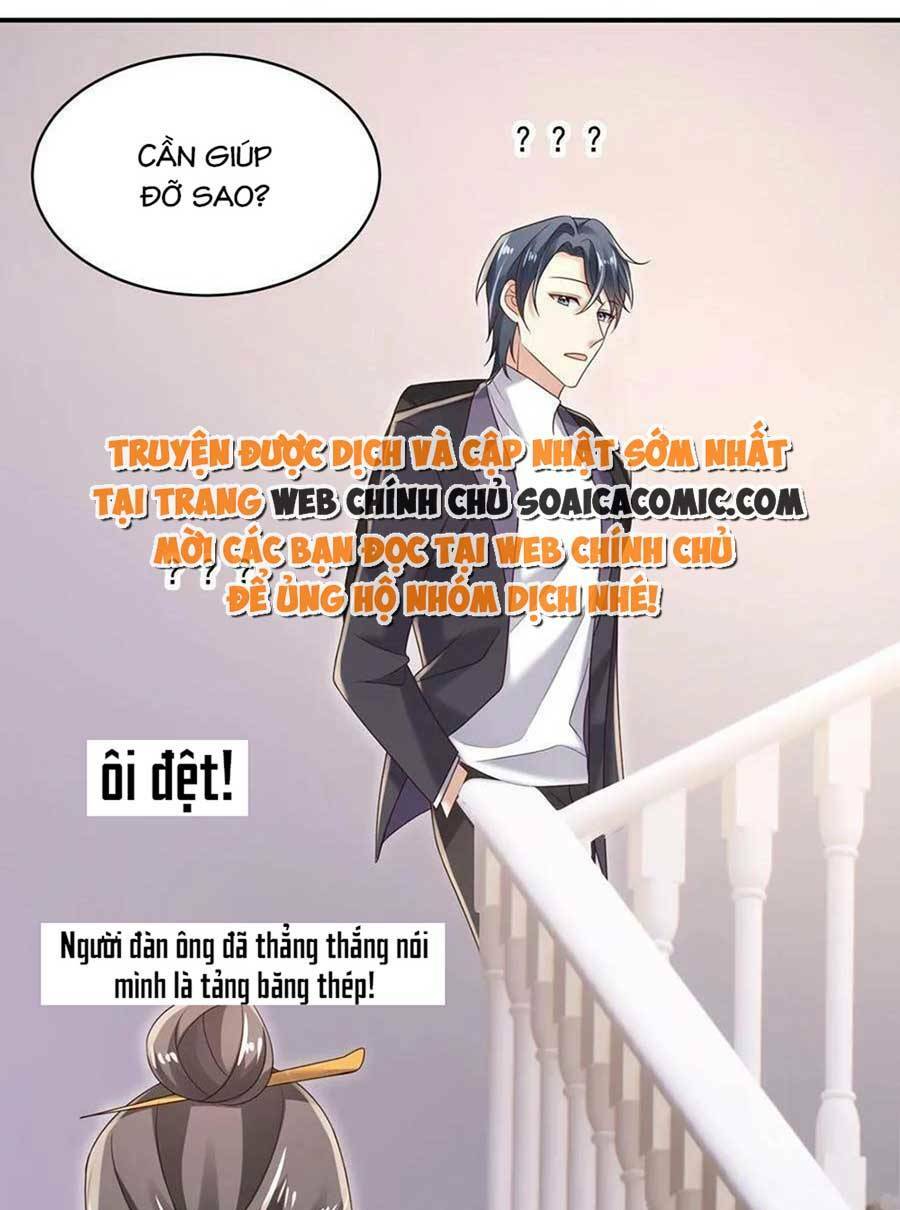 CẦN GIÚP
ĐỠ SAO?
? ? ?
TRUYỆN ĐƯỢC DỊCH VÀ CẬP NHẬT SỚM NHẤT
TẠI TRANG WEB CHÍNH CHỦ SOAICACOMIC.COM
MỜI CÁC BẠN ĐỌC TẠI WEB CHÍNH CHỦ
? ? ?
ĐỂ ỦNG HỘ NHÓM DỊCH NHÉ!
ôi đệt!
Người đàn ông đã thẳng thắng nói
mình là tảng băng thép!